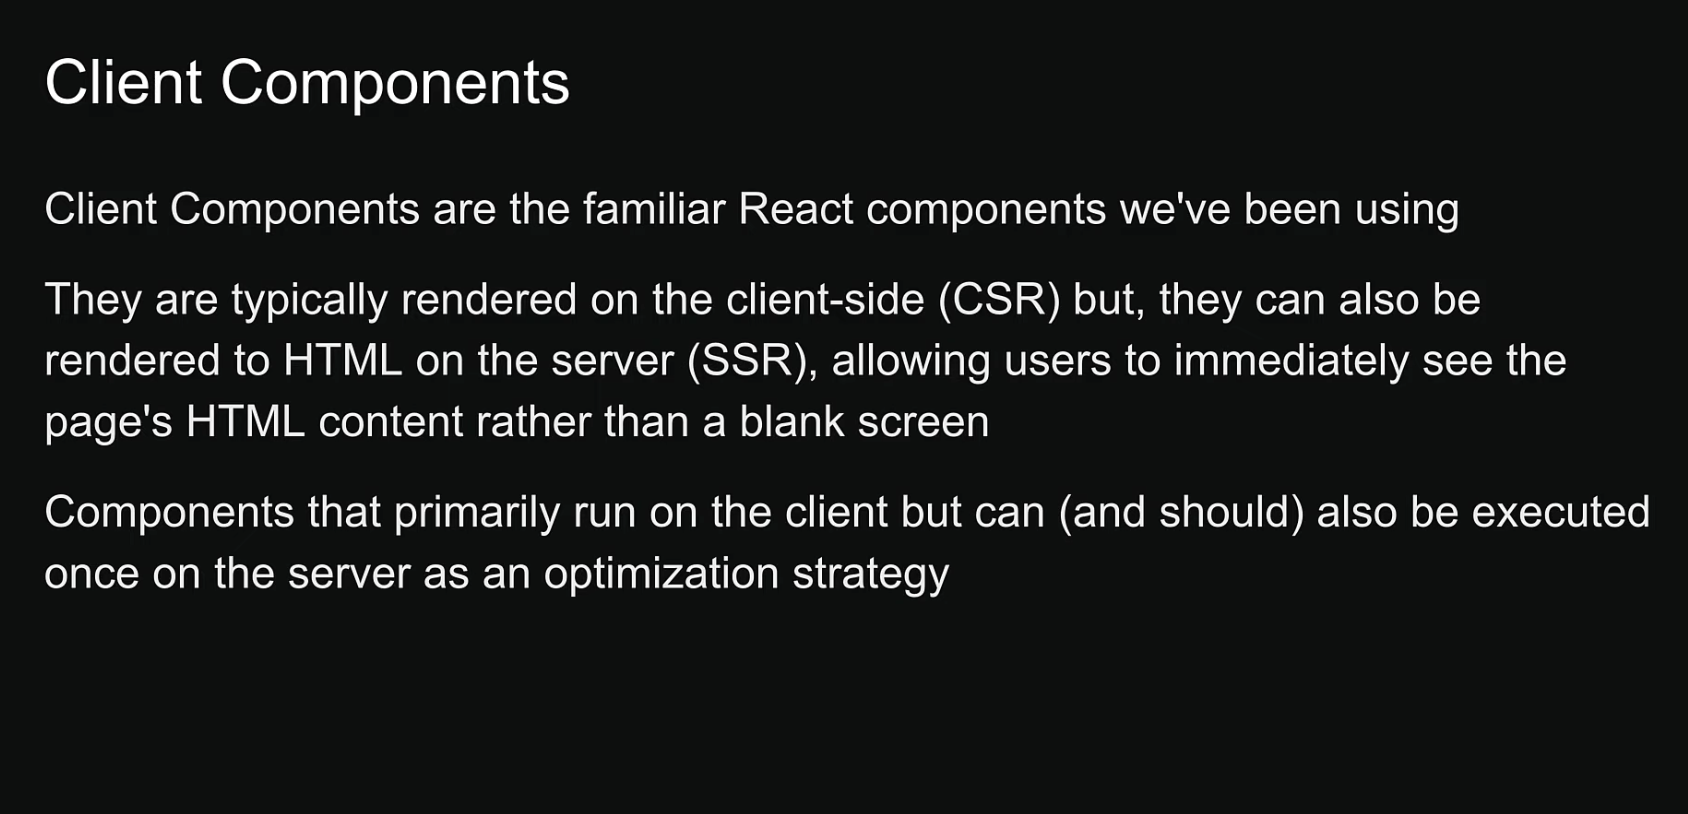 Client Components
Client Components are the familiar React components we've been using
They are typically rendered on the client-side (CSR) but, they can also be
rendered to HTML on the server (SSR), allowing users to immediately see the
page's HTML content rather than a blank screen
Components that primarily run on the client but can (and should) also be executed
once on the server as an optimization strategy